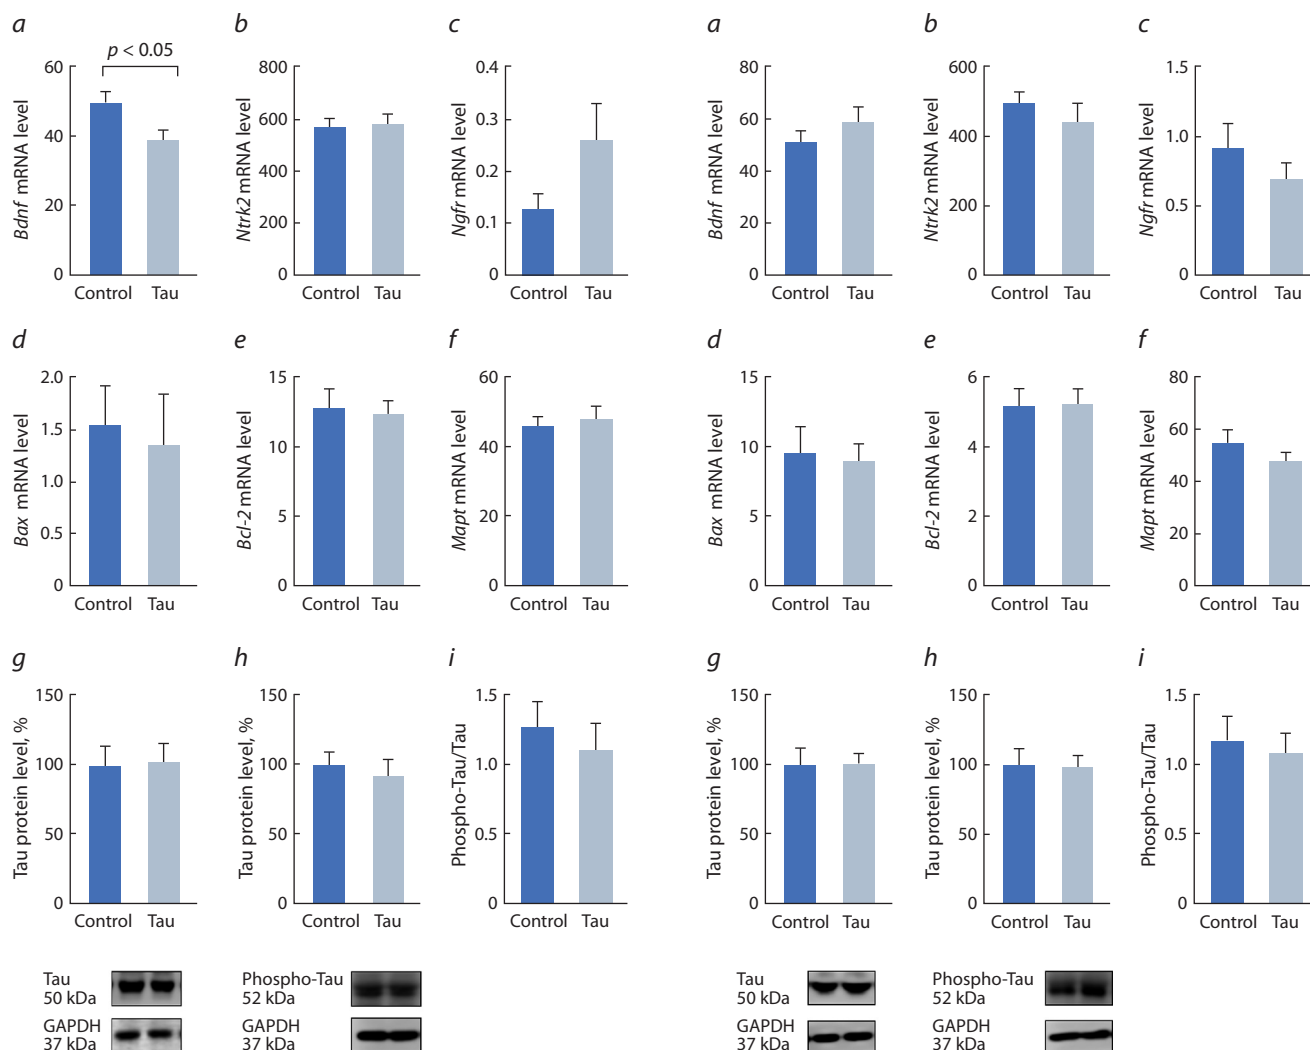 a
p < 0.05
Bdnf mRNA level
60
40
20
0
Control Tau
b
Ntrk2 mRNA level
800
600
400
200
0
Control Tau
c
Ngfr mRNA level
0.4
0.3
0.2
0.1
0
Control Tau
d
Bax mRNA level
2.0
1.5
1.0
0.5
0
Control Tau
e
Bcl-2 mRNA level
15
10
5
0
Control Tau
f
Mapt mRNA level
60
40
20
0
Control Tau
g
Tau protein level, %
150
100
50
0
Control Tau
h
Tau protein level, %
150
100
50
0
Control Tau
i
Phospho-Tau/Tau
1.5
1.0
1.0
0
Control Tau
Tau
50 kDa
GAPDH
37 kDa
Phospho-Tau
52 kDa
GAPDH
37 kDa
a
Bdnf mRNA level
80
60
40
20
0
Control Tau
b
Ntrk2 mRNA level
600
400
200
0
Control Tau
c
Ngfr mRNA level
1.5
1.0
0.5
0
Control Tau
d
Bax mRNA level
15
10
5
0
Control Tau
e
Bcl-2 mRNA level
6
4
2
0
Control Tau
f
Mapt mRNA level
80
60
40
20
0
Control Tau
g
Tau protein level, %
150
100
50
0
Control Tau
h
Tau protein level, %
150
100
50
0
Control Tau
i
Phospho-Tau/Tau
1.5
1.0
1.0
0
Control Tau
Tau
50 kDa
GAPDH
37 kDa
Phospho-Tau
52 kDa
GAPDH
37 kDa